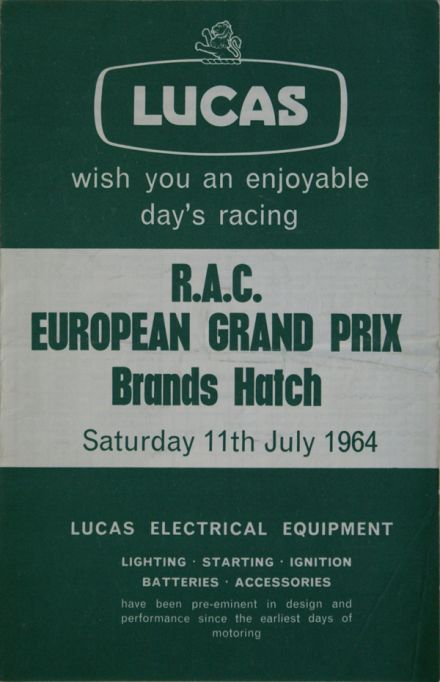 LUCAS
wish you an enjoyable
day's racing
R.A.C.
EUROPEAN GRAND PRIX
Brands Hatch
Saturday 11th July 1964
LUCAS ELECTRICAL EQUIPMENT
LIGHTING · STARTING · IGNITION
BATTERIES · ACCESSORIES
have been pre-eminent in design and
performance since the earliest days of
motoring